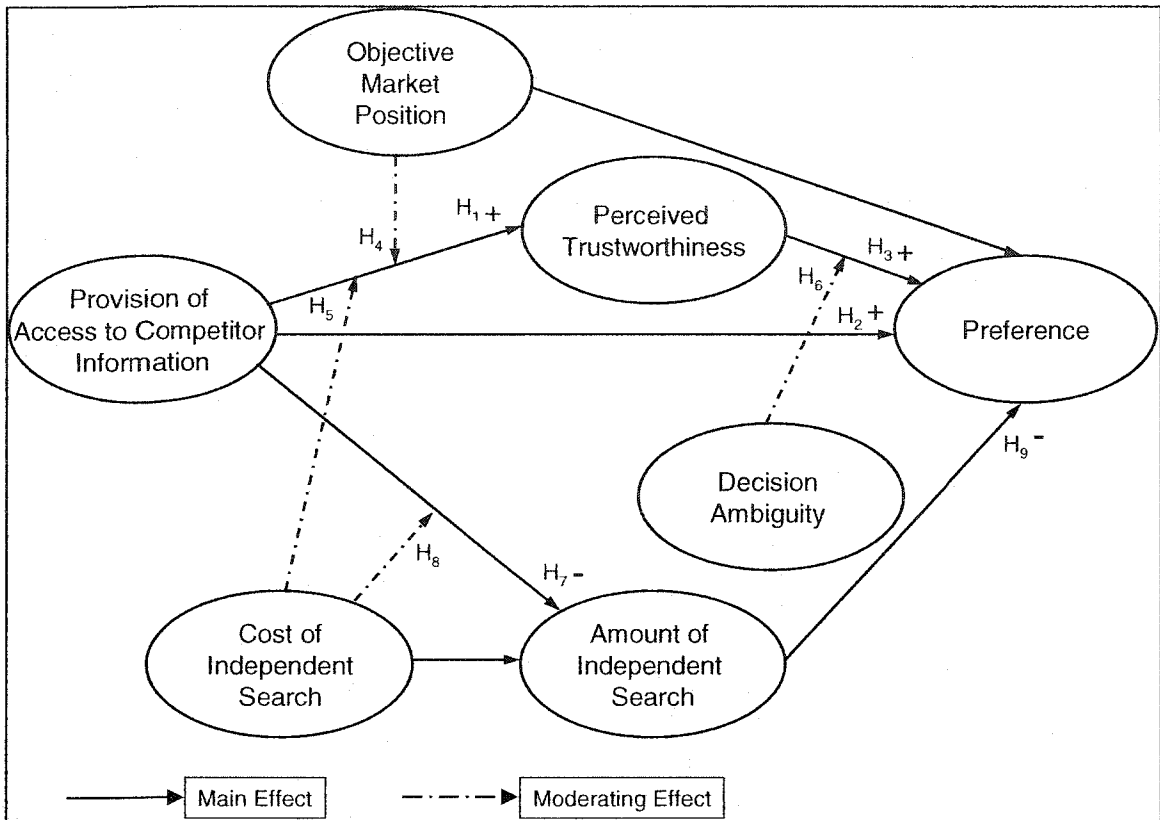 Objective
Market
Position
H₁+
Perceived
Trustworthiness
H₄
H₃+
H₆
Provision of
Access to Competitor
Information
H₅
H₂+
Preference
Decision
Ambiguity
H₉-
H₈
H₇-
Cost of
Independent
Search
Amount of
Independent
Search
Main Effect
Moderating Effect